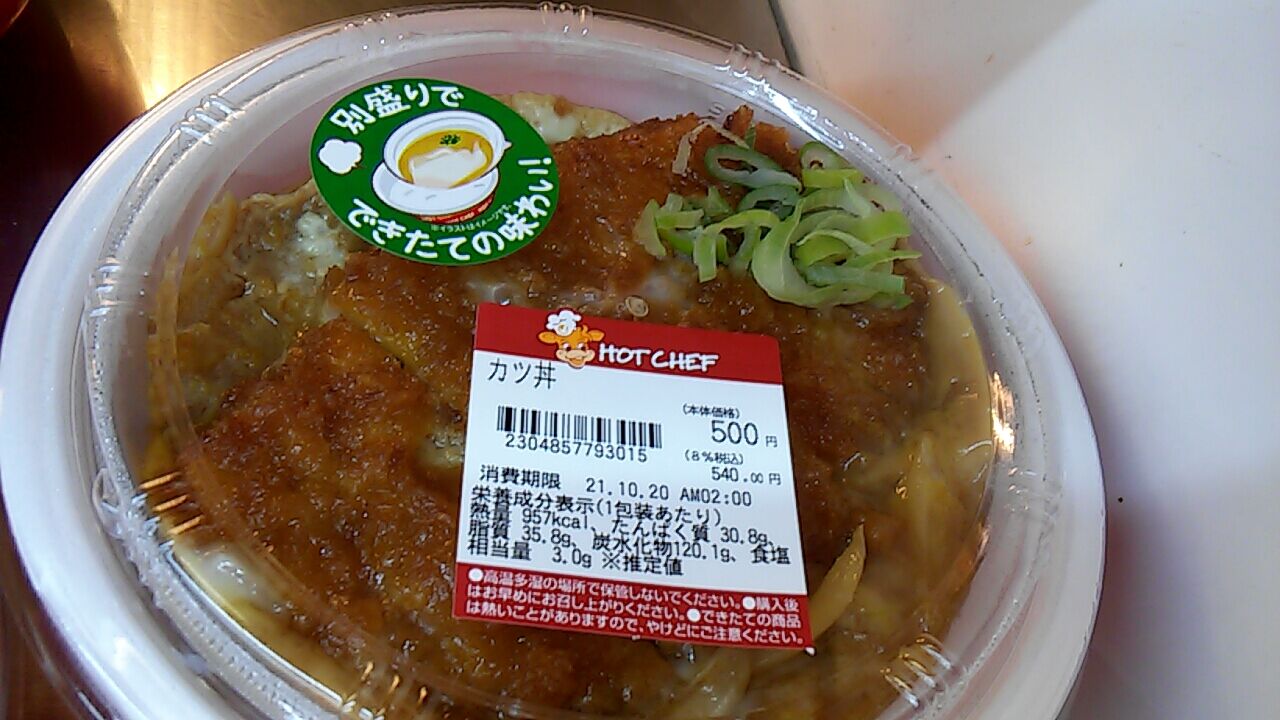 別盛りで
できたての味わい!
※イラストはイメージです。
HOT CHEF
カツ丼
(本体価格)
500円
2304857793015
(8%税込)
540.00円
消費期限 21.10.20 AM02:00
栄養成分表示(1包装あたり)
熱量 957kcal、たんぱく質 30.8g、
脂質 35.8g、炭水化物120.1g、食塩
相当量 3.0g ※推定値
●高温多湿の場所で保管しないでください。●購入後
はお早めにお召し上がりください。●できたての商品
は熱いことがありますので、やけどにご注意ください。